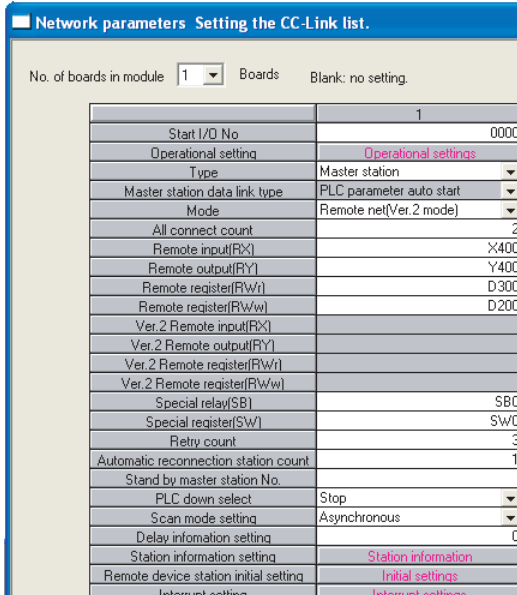 Network parameters Setting the CC-Link list.
No. of boards in module 1 Boards Blank: no setting.
1
Start I/O No 0000
Operational setting Operational settings
Type Master station
Master station data link type PLC parameter auto start
Mode Remote net(Ver.2 mode)
All connect count 2
Remote input(RX) X400
Remote output(RY) Y400
Remote register(RWr) D300
Remote register(RWw) D200
Ver.2 Remote input(RX)
Ver.2 Remote output(RY)
Ver.2 Remote register(RWr)
Ver.2 Remote register(RWw)
Special relay(SB) SB0
Special register(SW) SW0
Retry count 3
Automatic reconnection station count 1
Stand by master station No.
PLC down select Stop
Scan mode setting Asynchronous
Delay infomation setting 0
Station information setting Station information
Remote device station initial setting Initial settings
Interrupt setting Interrupt settings